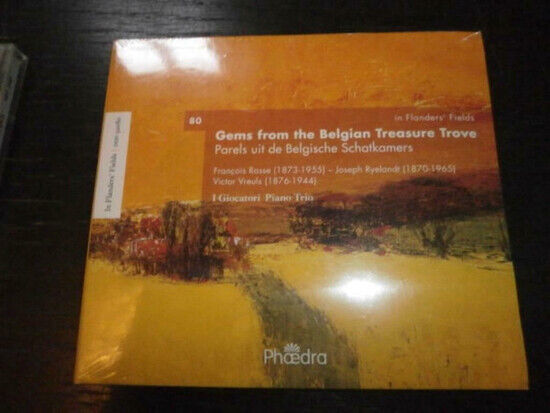 80
in Flanders' Fields
Gems from the Belgian Treasure Trove
Parels uit de Belgische Schatkamers
François Rasse (1873-1955) – Joseph Ryelandt (1870-1965)
Victor Vreuls (1876-1944)
I Giocatori Piano Trio
In Flanders' Fields
Phædra